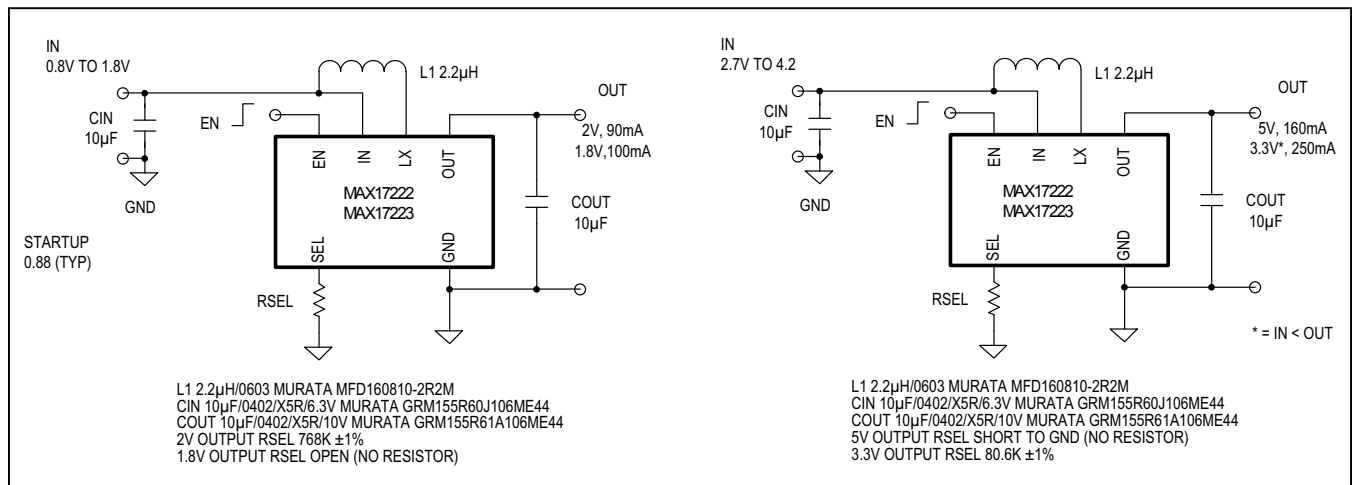 IN
0.8V TO 1.8V
L1 2.2µH
OUT
CIN
10µF
EN
2V, 90mA
1.8V,100mA
EN
IN
LX
OUT
MAX17222
MAX17223
COUT
10µF
GND
SEL
GND
STARTUP
0.88 (TYP)
RSEL
L1 2.2µH/0603 MURATA MFD160810-2R2M
CIN 10µF/0402/X5R/6.3V MURATA GRM155R60J106ME44
COUT 10µF/0402/X5R/10V MURATA GRM155R61A106ME44
2V OUTPUT RSEL 768K ±1%
1.8V OUTPUT RSEL OPEN (NO RESISTOR)
IN
2.7V TO 4.2
L1 2.2µH
OUT
CIN
10µF
EN
5V, 160mA
3.3V*, 250mA
EN
IN
LX
OUT
MAX17222
MAX17223
COUT
10µF
GND
SEL
GND
RSEL
* = IN < OUT
L1 2.2µH/0603 MURATA MFD160810-2R2M
CIN 10µF/0402/X5R/6.3V MURATA GRM155R60J106ME44
COUT 10µF/0402/X5R/10V MURATA GRM155R61A106ME44
5V OUTPUT RSEL SHORT TO GND (NO RESISTOR)
3.3V OUTPUT RSEL 80.6K ±1%